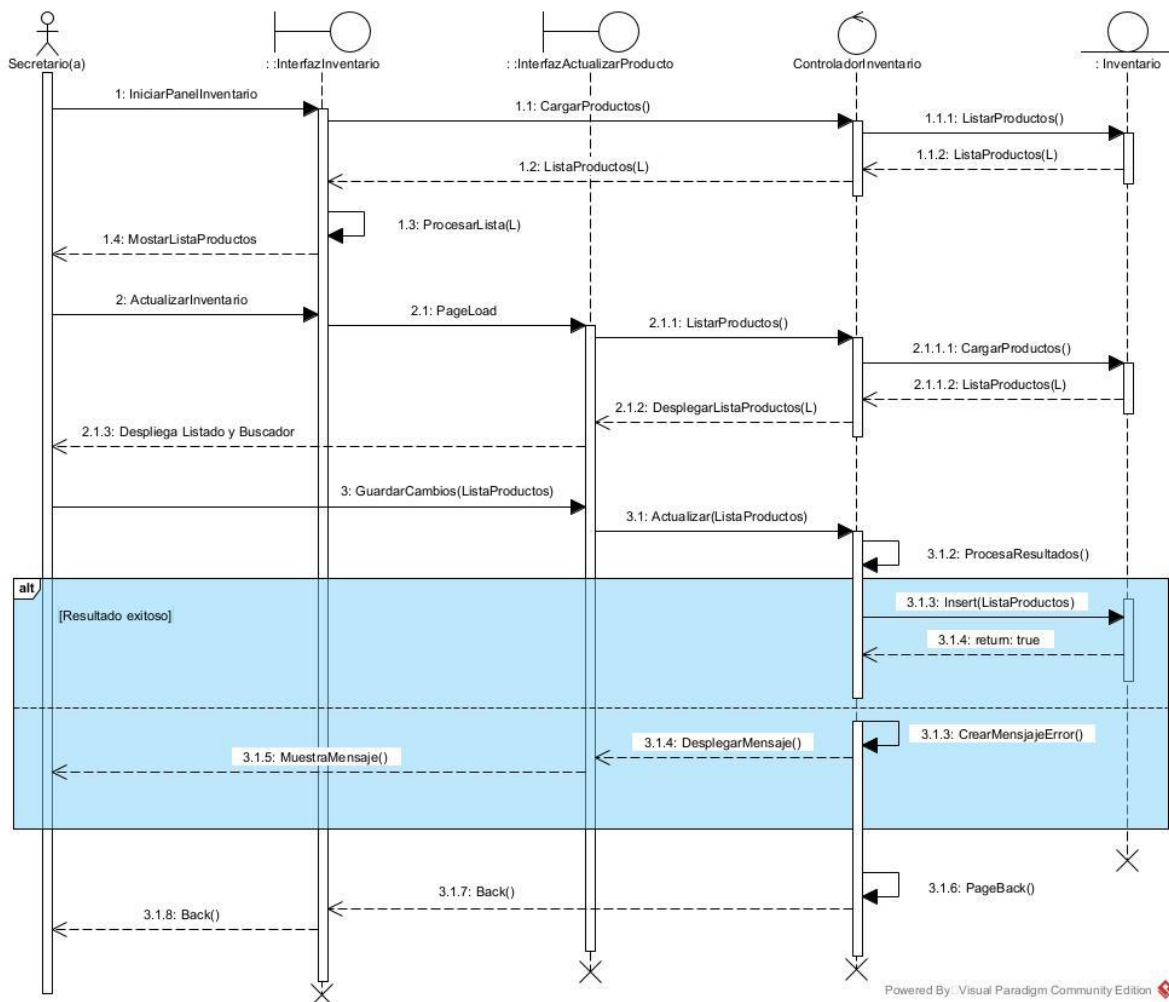 Secretario(a)
: :InterfazInventario
: :InterfazActualizarProducto
ControladorInventario
: Inventario
1: IniciarPanelInventario
1.1: CargarProductos()
1.1.1: ListarProductos()
1.1.2: ListaProductos(L)
1.2: ListaProductos(L)
1.3: ProcesarLista(L)
1.4: MostarListaProductos
2: ActualizarInventario
2.1: PageLoad
2.1.1: ListarProductos()
2.1.1.1: CargarProductos()
2.1.1.2: ListaProductos(L)
2.1.2: DesplegarListaProductos(L)
2.1.3: Despliega Listado y Buscador
3: GuardarCambios(ListaProductos)
3.1: Actualizar(ListaProductos)
3.1.2: ProcesaResultados()
alt
[Resultado exitoso]
3.1.3: Insert(ListaProductos)
3.1.4: return: true
3.1.3: CrearMensjajeError()
3.1.4: DesplegarMensaje()
3.1.5: MuestraMensaje()
3.1.6: PageBack()
3.1.7: Back()
3.1.8: Back()
Powered By Visual Paradigm Community Edition